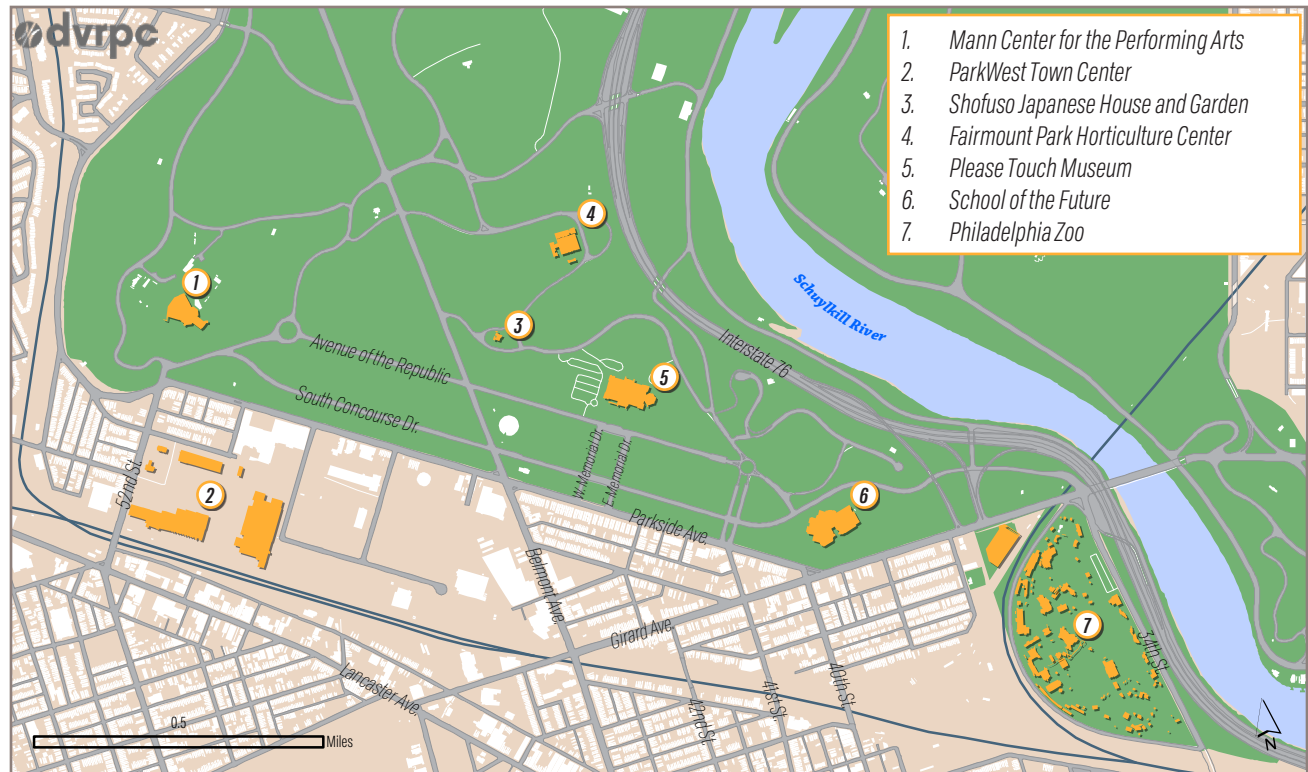 dvrpc
1. Mann Center for the Performing Arts
2. ParkWest Town Center
3. Shofuso Japanese House and Garden
4. Fairmount Park Horticulture Center
5. Please Touch Museum
6. School of the Future
7. Philadelphia Zoo
4
1
Schuylkill River
3
Interstate 76
Avenue of the Republic
5
South Concourse Dr.
W. Memorial Dr.
E. Memorial Dr.
52nd St.
2
6
Parkside Ave.
Belmont Ave.
Girard Ave.
7
34th St.
Lancaster Ave.
42nd St.
41st St.
40th St.
0.5
Miles
N